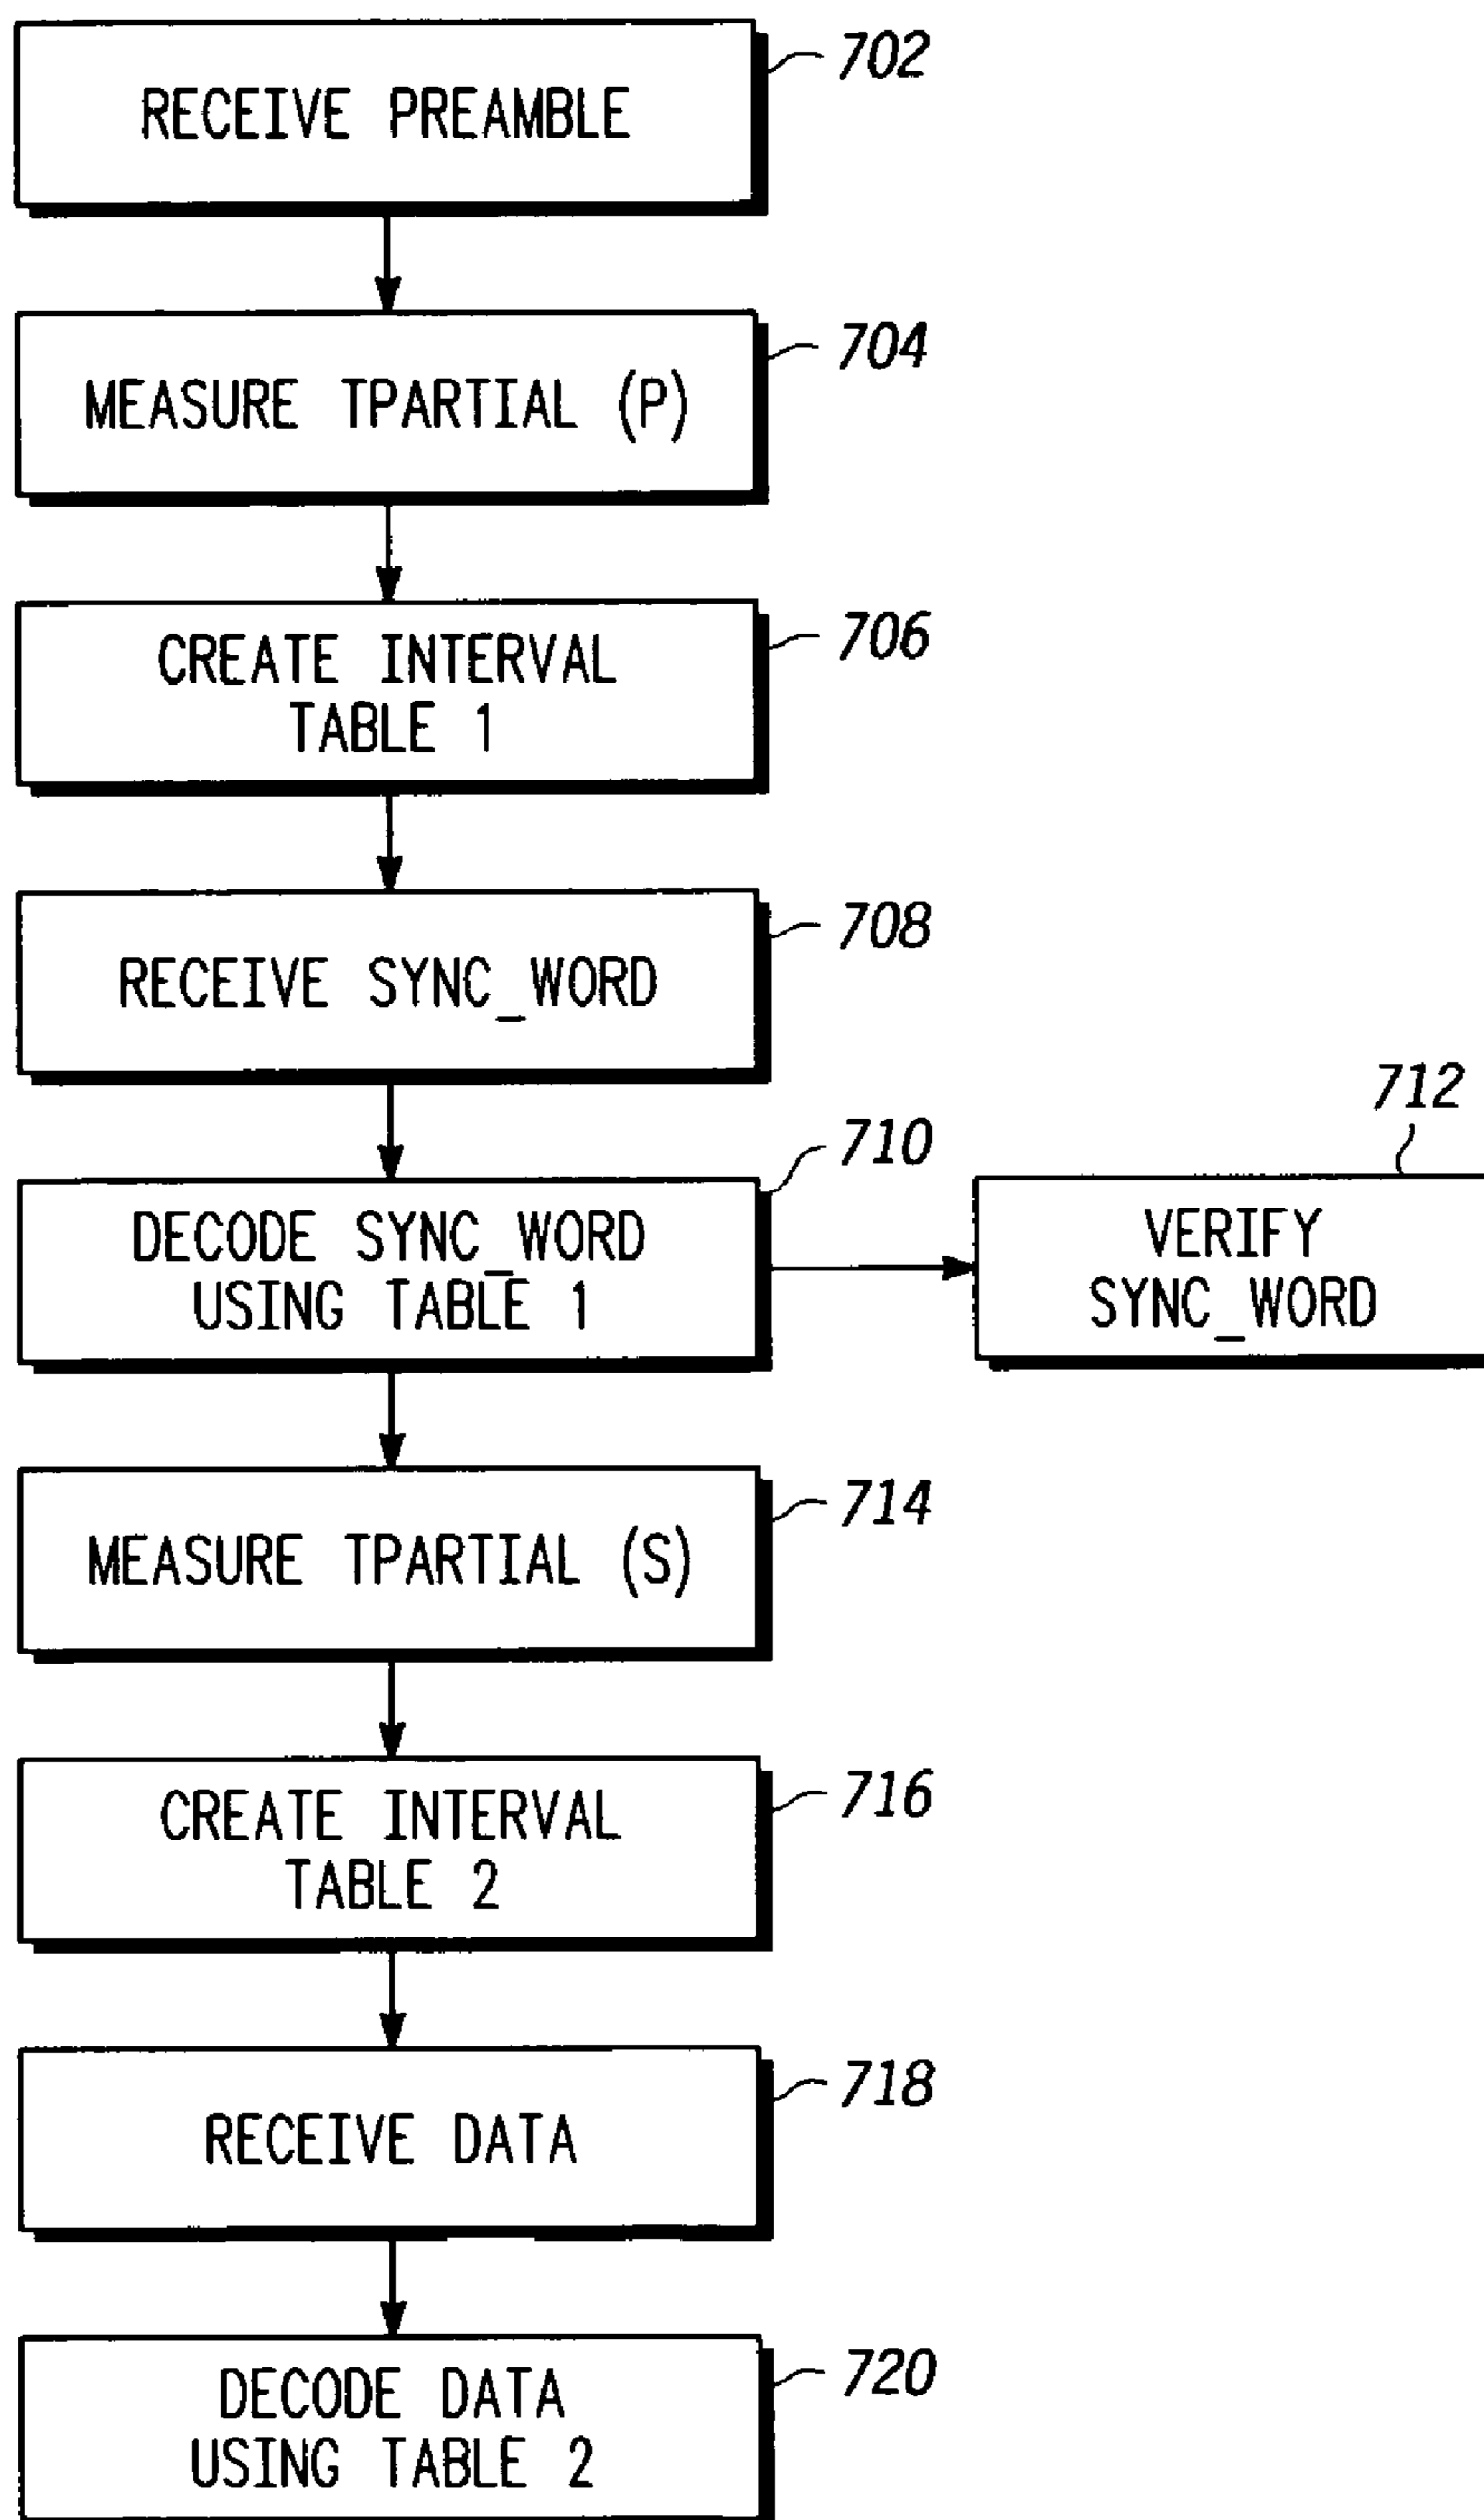 RECEIVE PREAMBLE
702
MEASURE TPARTIAL (P)
704
CREATE INTERVAL
TABLE 1
706
RECEIVE SYNC_WORD
708
DECODE SYNC_WORD
USING TABLE 1
710
VERIFY
SYNC_WORD
712
MEASURE TPARTIAL (S)
714
CREATE INTERVAL
TABLE 2
716
RECEIVE DATA
718
DECODE DATA
USING TABLE 2
720